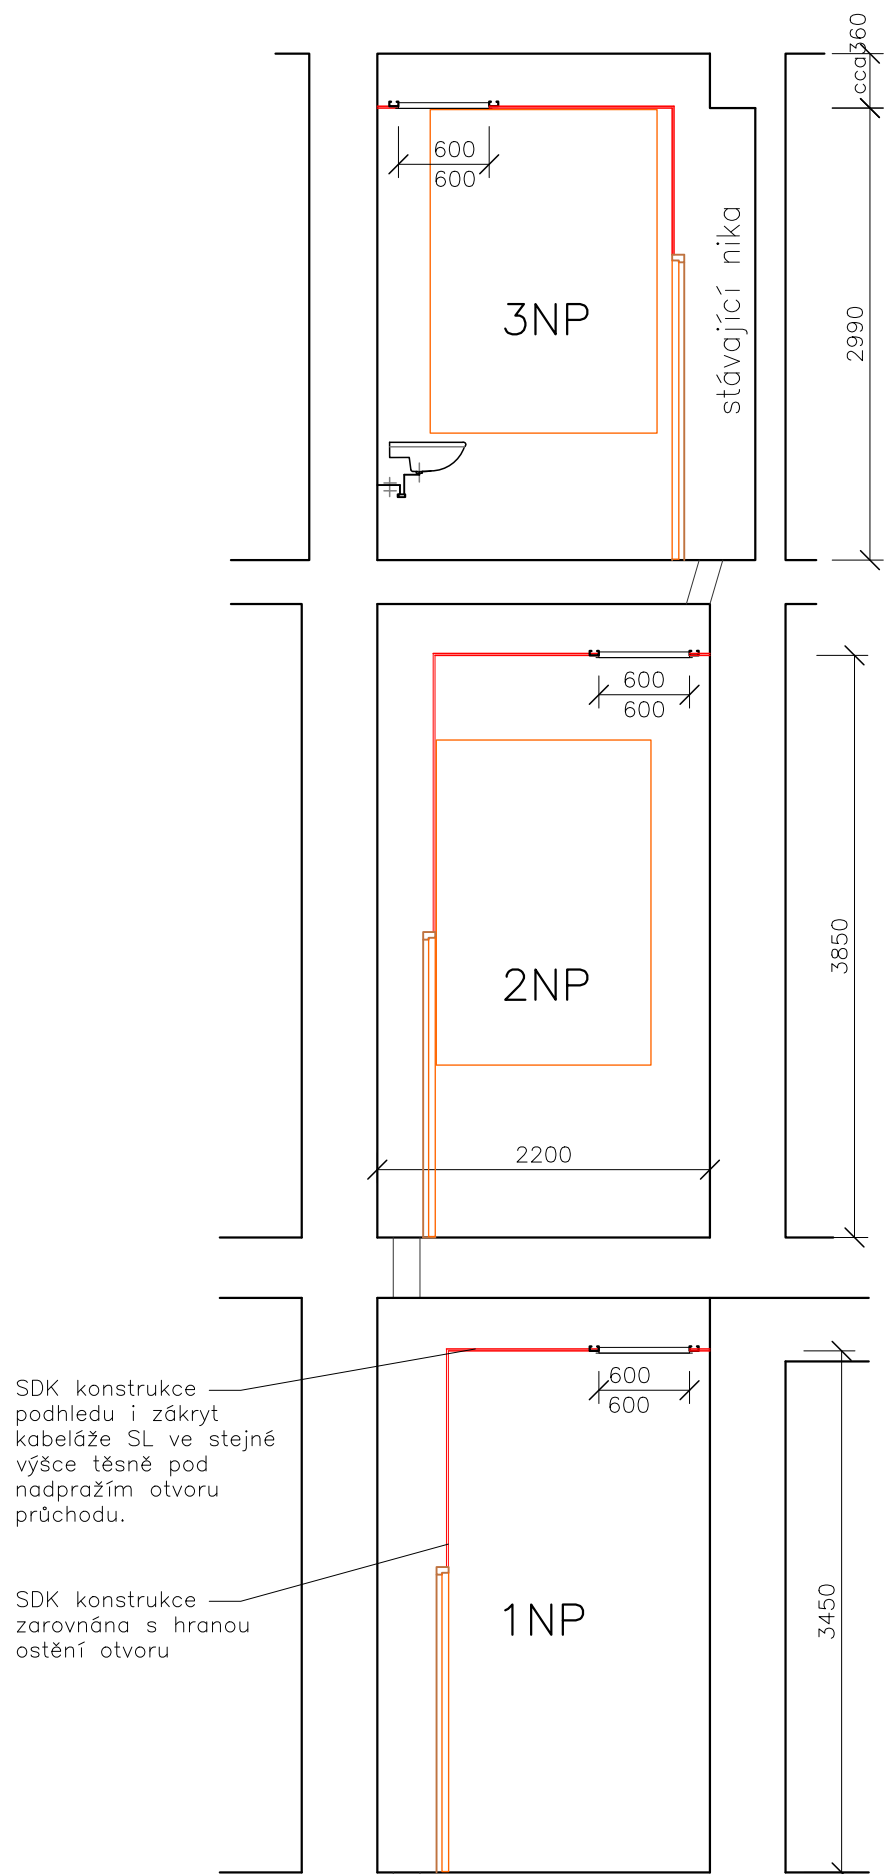 cca360
600
600
stávající nika
3NP
2990
600
600
3850
2NP
2200
600
600
SDK konstrukce
podhledu i zákryt
kabeláže SL ve stejné
výšce těsně pod
nadpražím otvoru
průchodu.
SDK konstrukce
zarovnána s hranou
ostění otvoru
1NP
3450